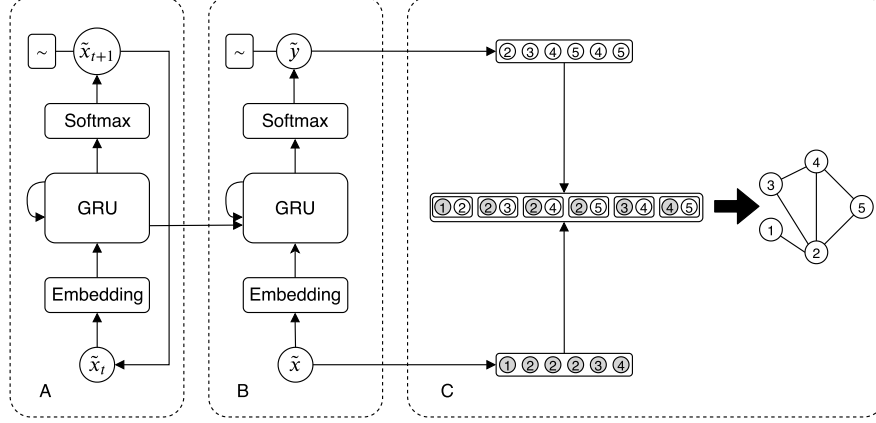 ~ x̃ₜ₊₁
Softmax
GRU
Embedding
x̃ₜ
A
~ ỹ
Softmax
GRU
Embedding
x̃
B
2 3 4 5 4 5
1 2 2 3 2 4 2 5 3 4 4 5
1 2 2 2 3 4
C
4
3
5
1
2